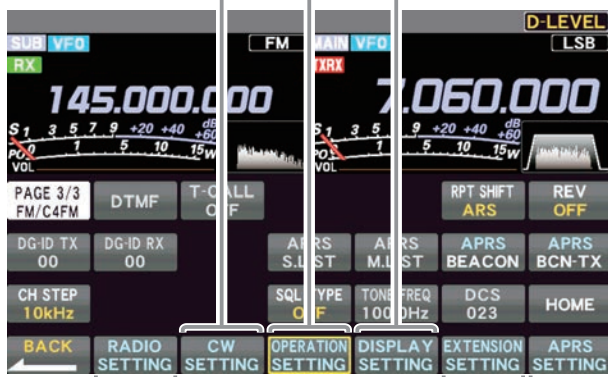 D-LEVEL
SUB VFO FM MAIN VFO LSB
RX TXRX
145.000.000 7.060.000
S 1 3 5 7 9 +20 +40 +60 dB
PO 0 1 5 10 15W
VOL
S 1 3 5 9 +20 +40 +60 dB
PO 0 1 5 10 15W
VOL
PAGE 3/3 FM/C4FM
DTMF
T-CALL OFF
RPT SHIFT ARS
REV OFF
DG-ID TX 00
DG-ID RX 00
APRS S.LIST
APRS M.LIST
APRS BEACON
APRS BCN-TX
CH STEP 10kHz
SQL TYPE OFF
TONE FREQ 100.0Hz
DCS 023
HOME
BACK
RADIO SETTING
CW SETTING
OPERATION SETTING
DISPLAY SETTING
EXTENSION SETTING
APRS SETTING